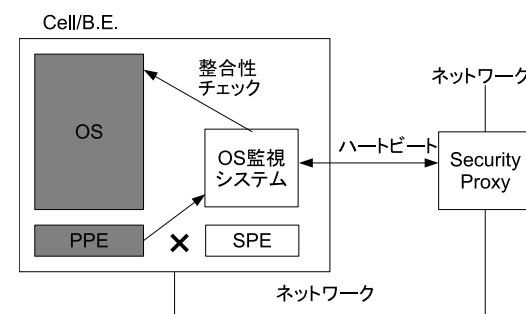 Cell/B.E.
整合性
チェック
ネットワーク
OS
OS監視
システム
ハートビート
Security
Proxy
PPE
×
SPE
ネットワーク